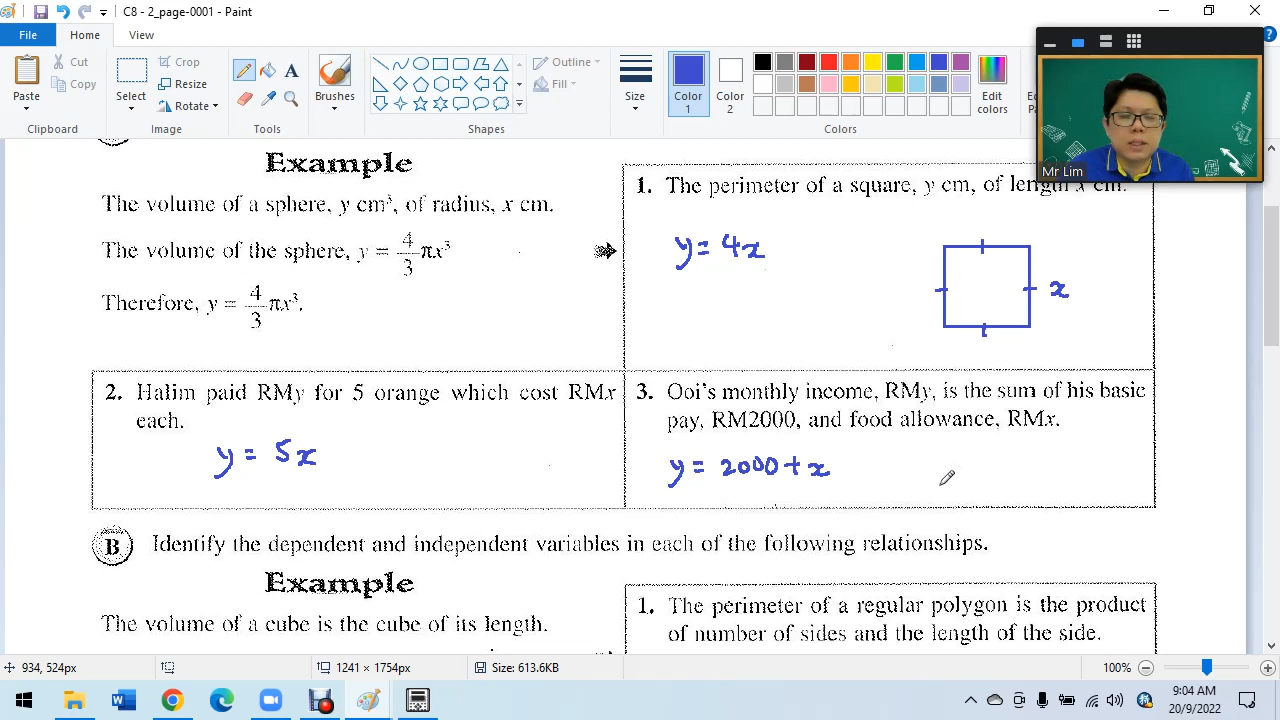 C8 - 2_page-0001 - Paint
File Home View
Paste Cut Copy Clipboard
Select Crop Resize Rotate Image
Tools
Brushes
Outline Fill Shapes
Size
Color 1 Color 2 Edit colors Colors
Mr Lim
Example
The volume of a sphere, y cm³, of radius, x cm.
The volume of the sphere, y = 4/3 πx³
Therefore, y = 4/3 πx³.
1. The perimeter of a square, y cm, of length x cm.
y = 4x
x
2. Halim paid RMy for 5 orange which cost RMx
each.
y = 5x
3. Ooi's monthly income, RMy, is the sum of his basic
pay, RM2000, and food allowance, RMx.
y = 2000 + x
B Identify the dependent and independent variables in each of the following relationships.
Example
The volume of a cube is the cube of its length.
1. The perimeter of a regular polygon is the product
of number of sides and the length of the side.
934, 524px 1241 × 1754px Size: 613.6KB 100%
9:04 AM
20/9/2022